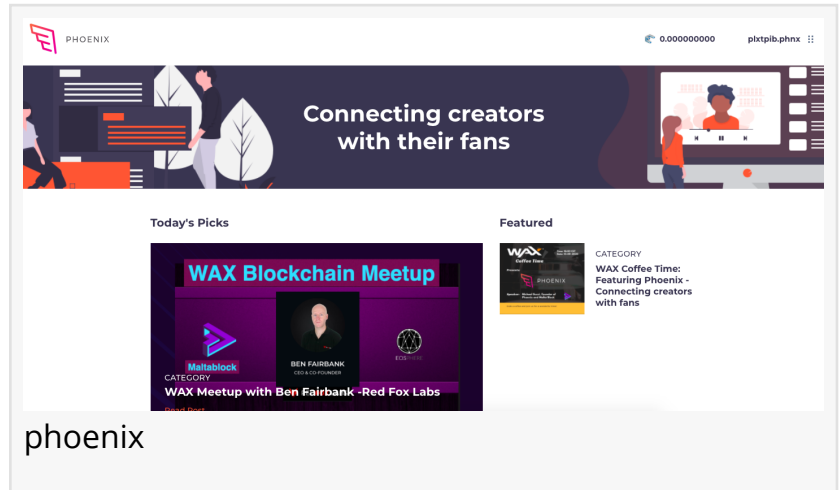 PHOENIX
0.000000000
plxtpib.phnx
Connecting creators
with their fans
Today's Picks
Featured
WAX Blockchain Meetup
Maltablock
BEN FAIRBANK
CEO & CO-FOUNDER
CATEGORY
WAX Meetup with Ben Fairbank -Red Fox Labs
Read Post
WAX
Coffee Time
PHOENIX
CATEGORY
WAX Coffee Time:
Featuring Phoenix -
Connecting creators
with fans
phoenix